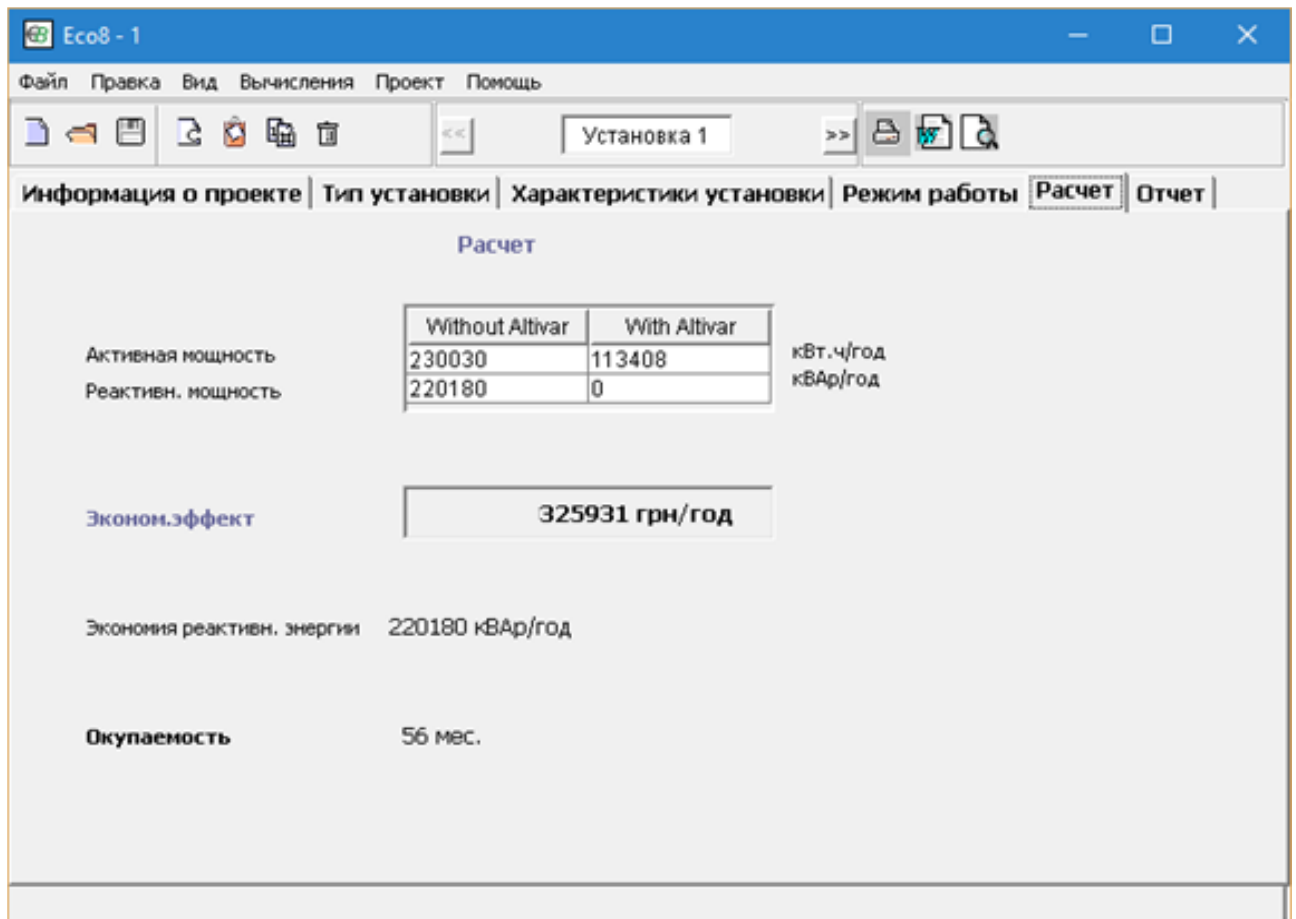 Eco8 - 1
Файл Правка Вид Вычисления Проект Помощь
<< Установка 1 >>
Информация о проекте Тип установки Характеристики установки Режим работы Расчет Отчет
Расчет
Without Altivar With Altivar
Активная мощность 230030 113408 кВт.ч/год
Реактивн. мощность 220180 0 кВАр/год
Эконом.эффект 325931 грн/год
Экономия реактивн. энергии 220180 кВАр/год
Окупаемость 56 мес.